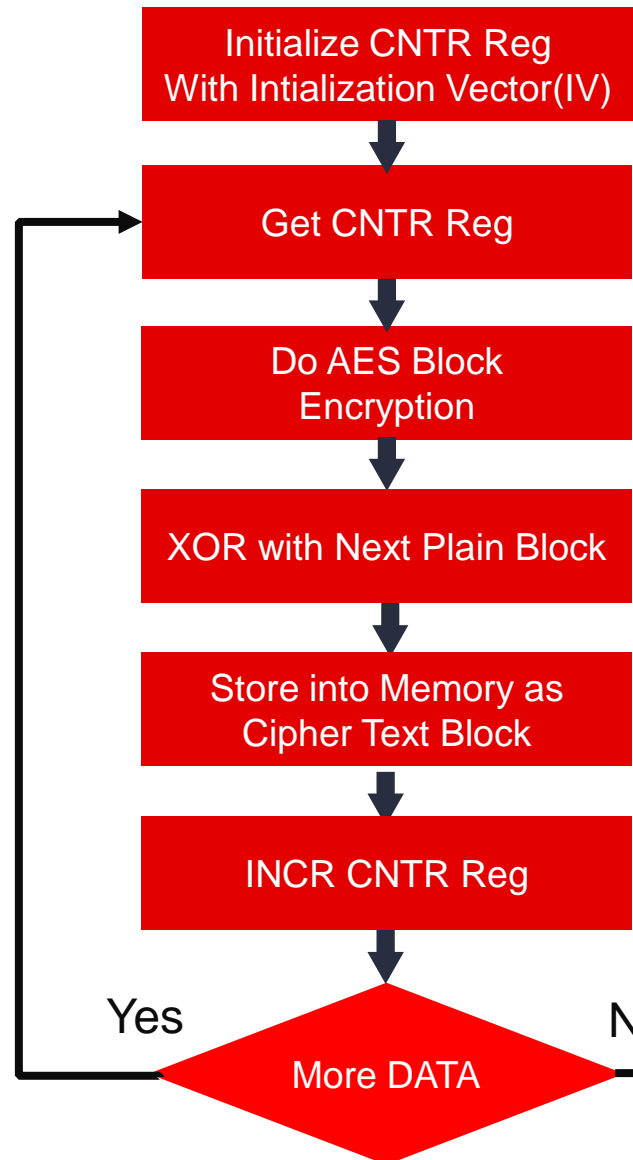 Initialize CNTR Reg
With Intialization Vector(IV)
Get CNTR Reg
Do AES Block
Encryption
XOR with Next Plain Block
Store into Memory as
Cipher Text Block
INCR CNTR Reg
Yes
More DATA